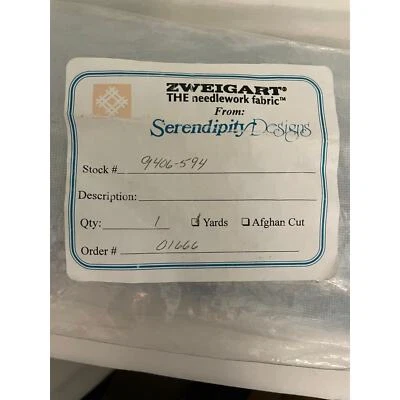 ZWEIGART®
THE needlework fabric™
From:
Serendipity Designs
Stock # 9406-594
Description:
Qty: 1 ☑ Yards ❑ Afghan Cut
Order # 01666